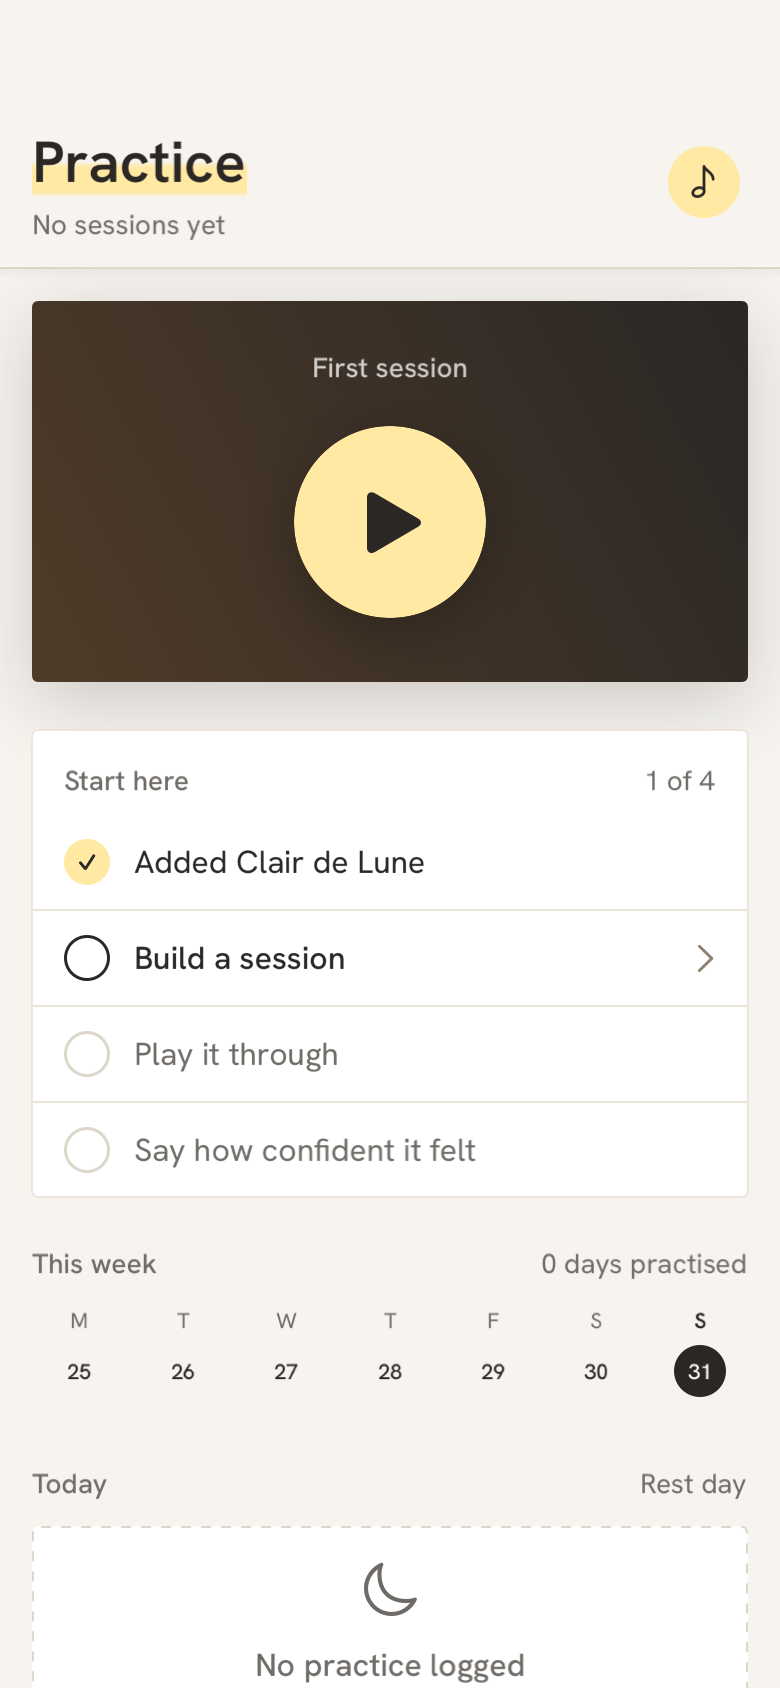 Practice
No sessions yet
First session
Start here 1 of 4
Added Clair de Lune
Build a session
Play it through
Say how confident it felt
This week 0 days practised
M T W T F S S
25 26 27 28 29 30 31
Today Rest day
No practice logged